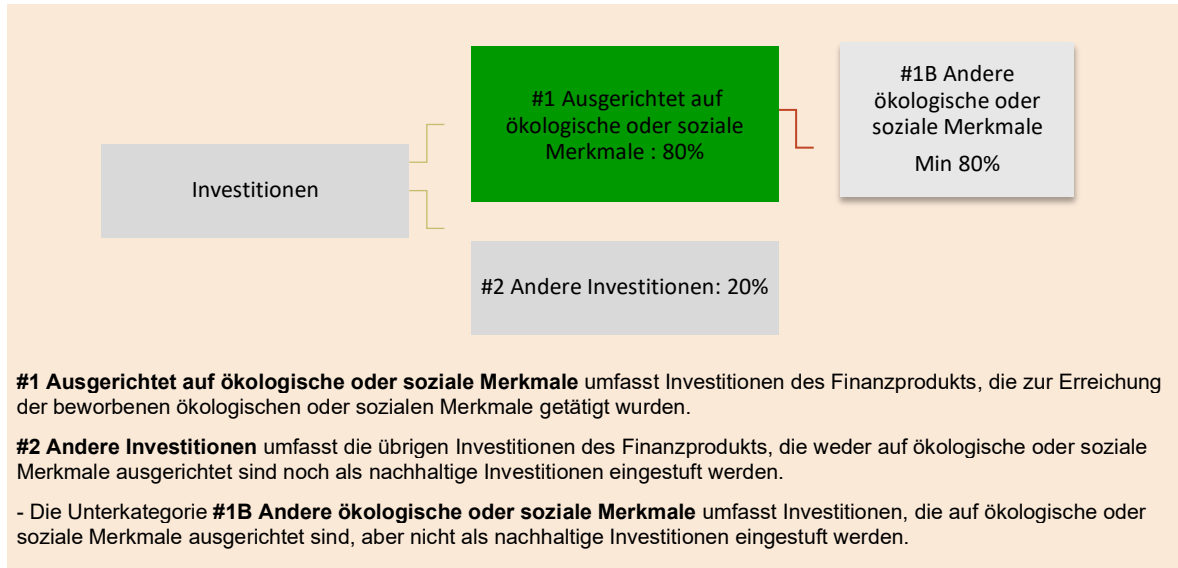 #1 Ausgerichtet auf
ökologische oder soziale
Merkmale : 80%
#1B Andere
ökologische oder
soziale Merkmale
Min 80%
Investitionen
#2 Andere Investitionen: 20%
#1 Ausgerichtet auf ökologische oder soziale Merkmale umfasst Investitionen des Finanzprodukts, die zur Erreichung
der beworbenen ökologischen oder sozialen Merkmale getätigt wurden.
#2 Andere Investitionen umfasst die übrigen Investitionen des Finanzprodukts, die weder auf ökologische oder soziale
Merkmale ausgerichtet sind noch als nachhaltige Investitionen eingestuft werden.
- Die Unterkategorie #1B Andere ökologische oder soziale Merkmale umfasst Investitionen, die auf ökologische oder
soziale Merkmale ausgerichtet sind, aber nicht als nachhaltige Investitionen eingestuft werden.